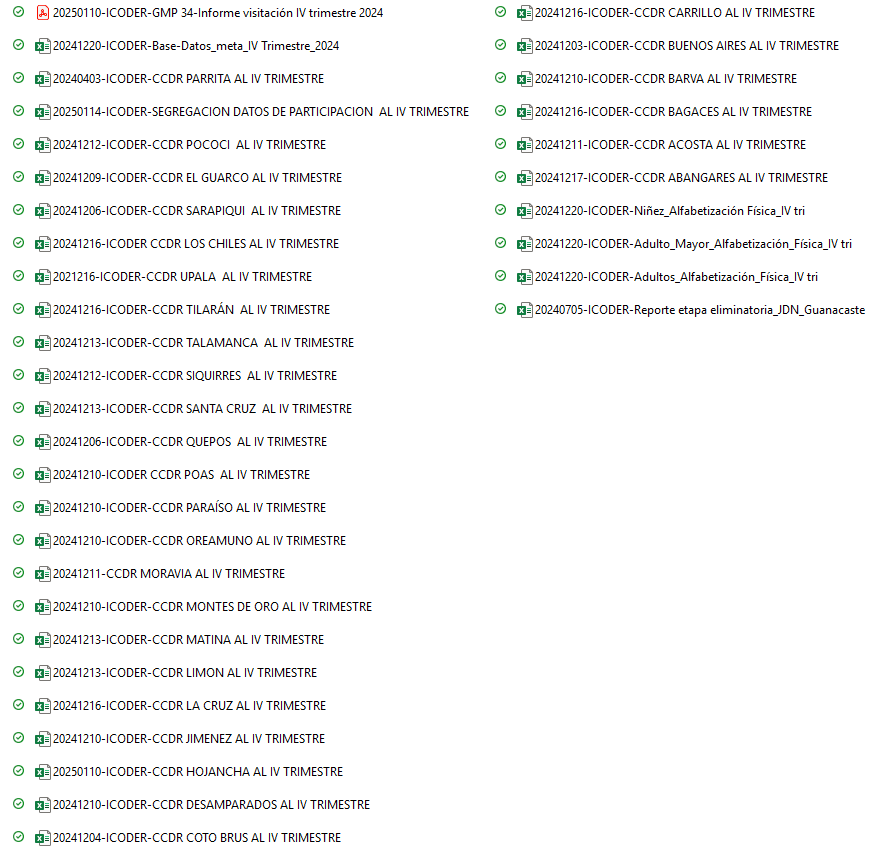 20250110-ICODER-GMP 34-Informe visitación IV trimestre 2024
20241220-ICODER-Base-Datos_meta_IV Trimestre_2024
20240403-ICODER-CCDR PARRITA AL IV TRIMESTRE
20250114-ICODER-SEGREGACION DATOS DE PARTICIPACION  AL IV TRIMESTRE
20241212-ICODER-CCDR POCOCI  AL IV TRIMESTRE
20241209-ICODER-CCDR EL GUARCO AL IV TRIMESTRE
20241206-ICODER-CCDR SARAPIQUI  AL IV TRIMESTRE
20241216-ICODER CCDR LOS CHILES AL IV TRIMESTRE
2021216-ICODER-CCDR UPALA  AL IV TRIMESTRE
20241216-ICODER-CCDR TILARÁN  AL IV TRIMESTRE
20241213-ICODER-CCDR TALAMANCA  AL IV TRIMESTRE
20241212-ICODER-CCDR SIQUIRRES  AL IV TRIMESTRE
20241213-ICODER-CCDR SANTA CRUZ  AL IV TRIMESTRE
20241206-ICODER-CCDR QUEPOS  AL IV TRIMESTRE
20241210-ICODER CCDR POAS  AL IV TRIMESTRE
20241210-ICODER-CCDR PARAÍSO AL IV TRIMESTRE
20241210-ICODER-CCDR OREAMUNO AL IV TRIMESTRE
20241211-CCDR MORAVIA AL IV TRIMESTRE
20241210-ICODER-CCDR MONTES DE ORO AL IV TRIMESTRE
20241213-ICODER-CCDR MATINA AL IV TRIMESTRE
20241213-ICODER-CCDR LIMON AL IV TRIMESTRE
20241216-ICODER-CCDR LA CRUZ AL IV TRIMESTRE
20241210-ICODER-CCDR JIMENEZ AL IV TRIMESTRE
20250110-ICODER-CCDR HOJANCHA AL IV TRIMESTRE
20241210-ICODER-CCDR DESAMPARADOS AL IV TRIMESTRE
20241204-ICODER-CCDR COTO BRUS AL IV TRIMESTRE
20241216-ICODER-CCDR CARRILLO AL IV TRIMESTRE
20241203-ICODER-CCDR BUENOS AIRES AL IV TRIMESTRE
20241210-ICODER-CCDR BARVA AL IV TRIMESTRE
20241216-ICODER-CCDR BAGACES AL IV TRIMESTRE
20241211-ICODER-CCDR ACOSTA AL IV TRIMESTRE
20241217-ICODER-CCDR ABANGARES AL IV TRIMESTRE
20241220-ICODER-Niñez_Alfabetización Física_IV tri
20241220-ICODER-Adulto_Mayor_Alfabetización_Física_IV tri
20241220-ICODER-Adultos_Alfabetización_Física_IV tri
20240705-ICODER-Reporte etapa eliminatoria_JDN_Guanacaste